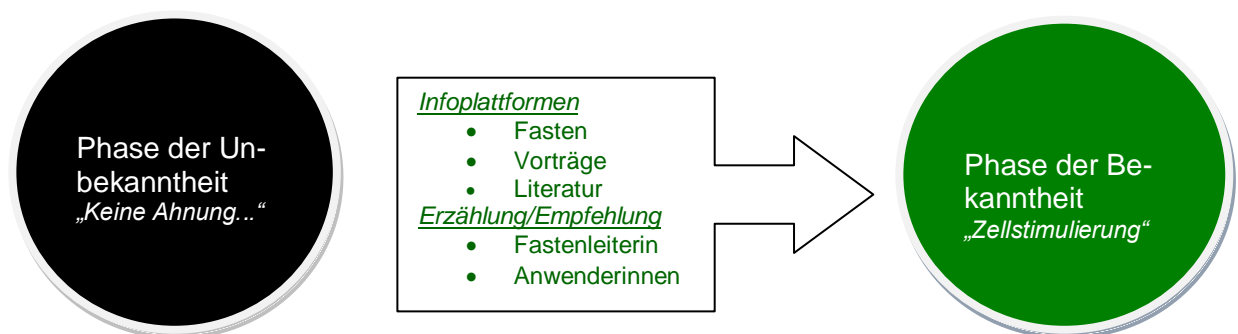 Phase der Un-
bekanntheit
„Keine Ahnung...“
Infoplattformen
• Fasten
• Vorträge
• Literatur
Erzählung/Empfehlung
• Fastenleiterin
• Anwenderinnen
Phase der Be-
kanntheit
„Zellstimulierung“